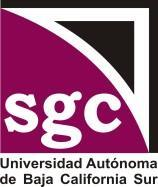 sgc
Universidad Autónoma
de Baja California Sur